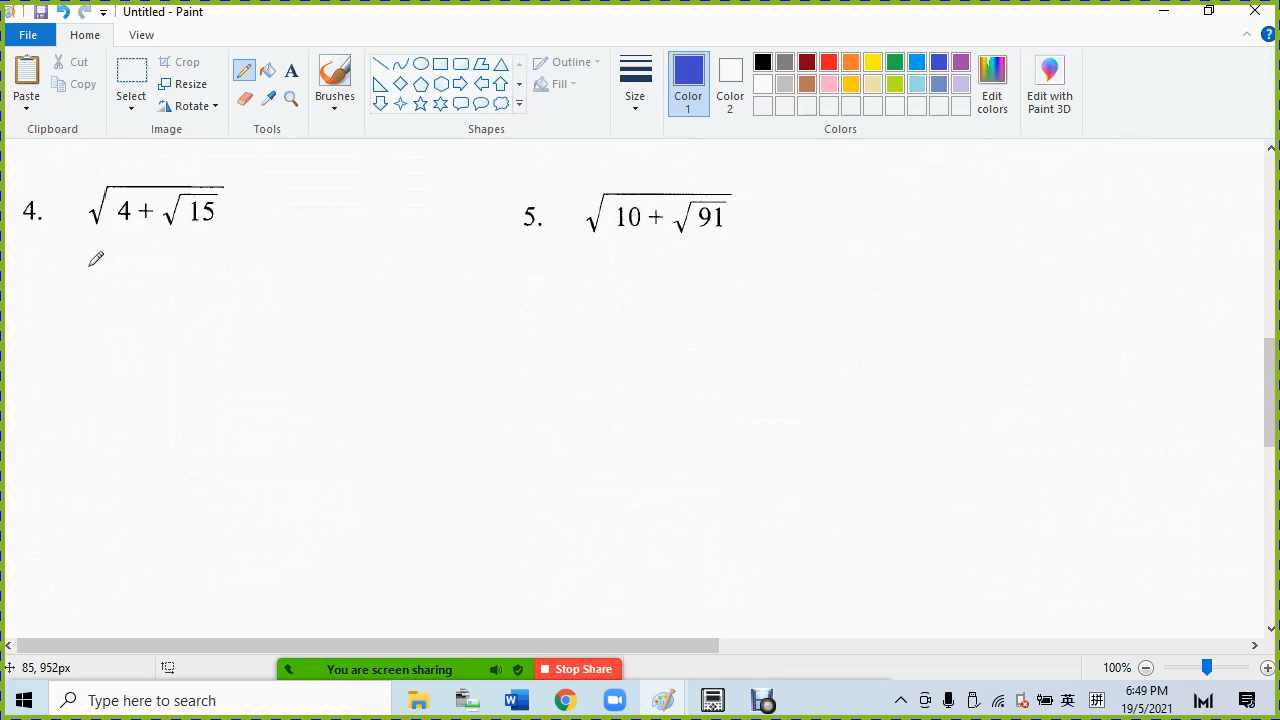 Untitled - Paint
File Home View
Paste
Cut
Copy
Clipboard
Select
Crop
Resize
Rotate
Image
A
Tools
Brushes
Outline
Fill
Shapes
Size
Color 1
Color 2
Edit colors
Colors
Edit with Paint 3D
4. √(4 + √15)
5. √(10 + √91)
85, 952px
You are screen sharing
Stop Share
100%
Type here to search
W
英
拼
6:49 PM
19/5/2021